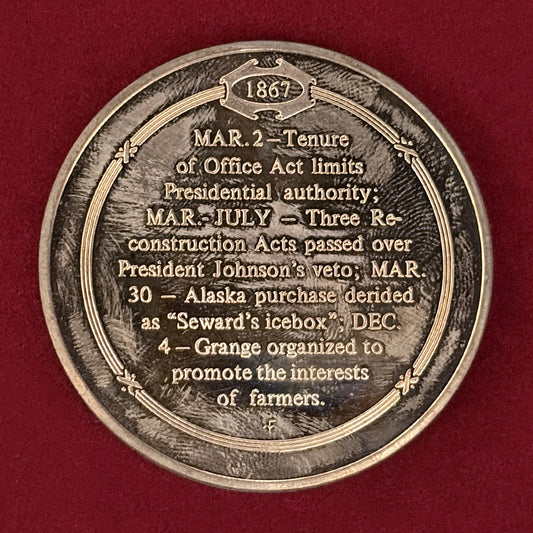 1867
MAR. 2 – Tenure
of Office Act limits
Presidential authority;
MAR.-JULY – Three Re-
construction Acts passed over
President Johnson's veto; MAR.
30 – Alaska purchase derided
as "Seward's icebox"; DEC.
4 – Grange organized to
promote the interests
of farmers.
F